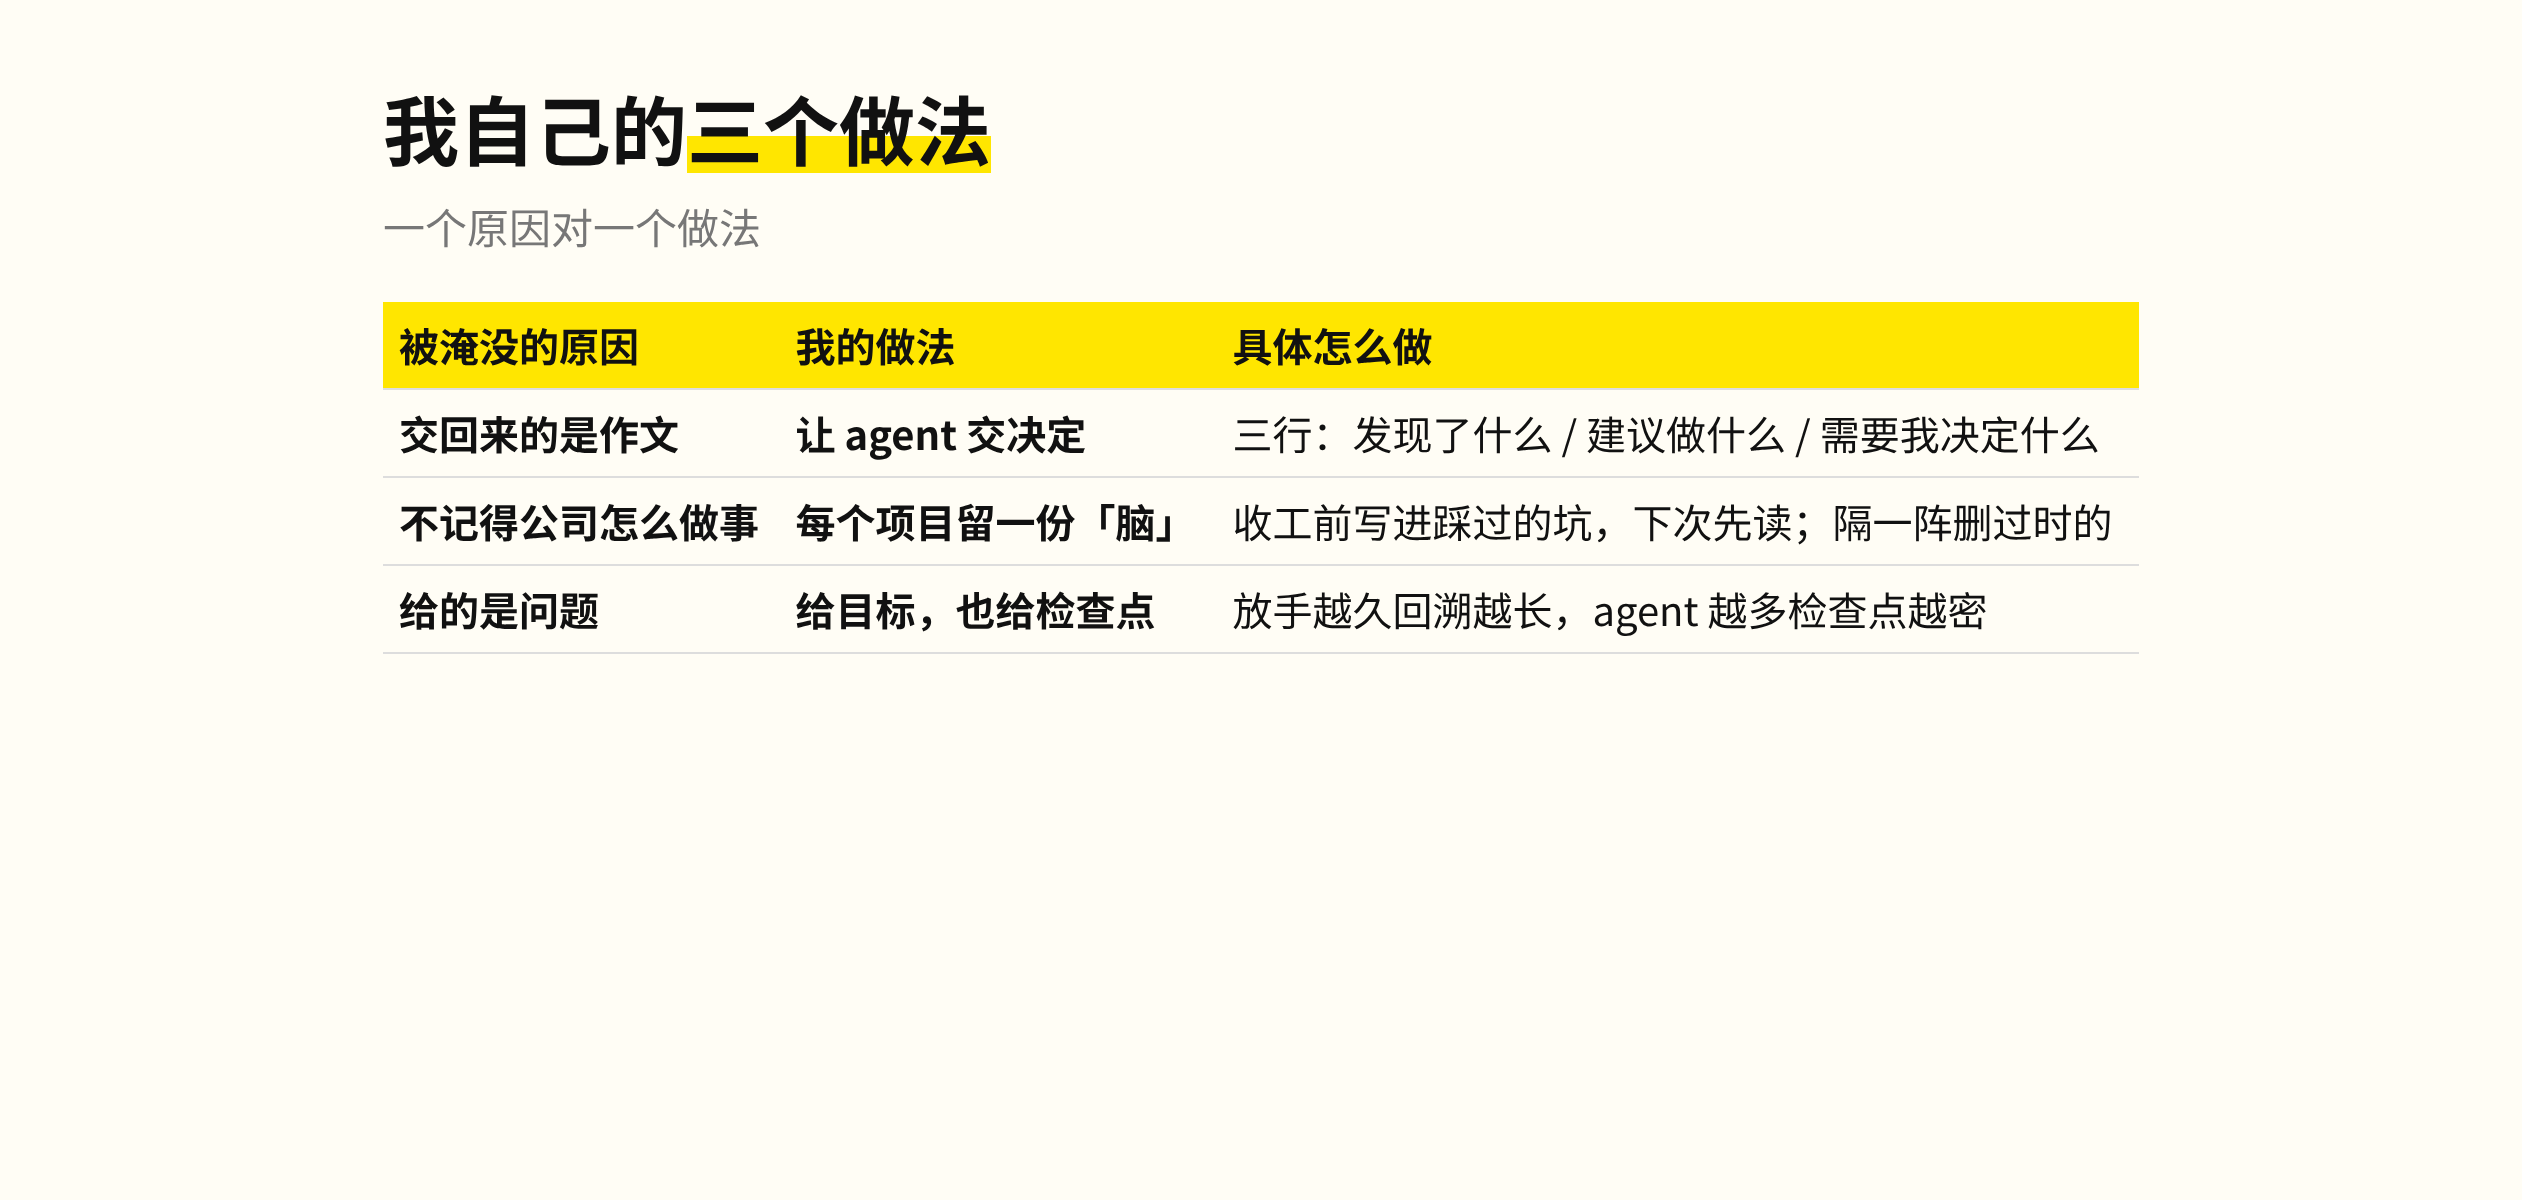 我自己的三个做法
一个原因对一个做法
被淹没的原因 我的做法 具体怎么做
交回来的是作文 让 agent 交决定 三行：发现了什么 / 建议做什么 / 需要我决定什么
不记得公司怎么做事 每个项目留一份「脑」 收工前写进踩过的坑，下次先读；隔一阵删过时的
给的是问题 给目标，也给检查点 放手越久回溯越长，agent 越多检查点越密